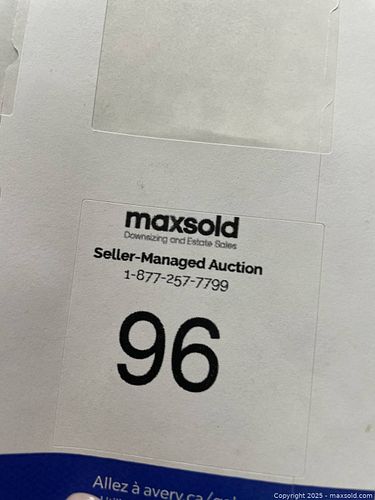 maxsold
Downsizing and Estate Sales
Seller-Managed Auction
1-877-257-7799
96
Allez à avery.ca/
Copyright 2025 - maxsold.com